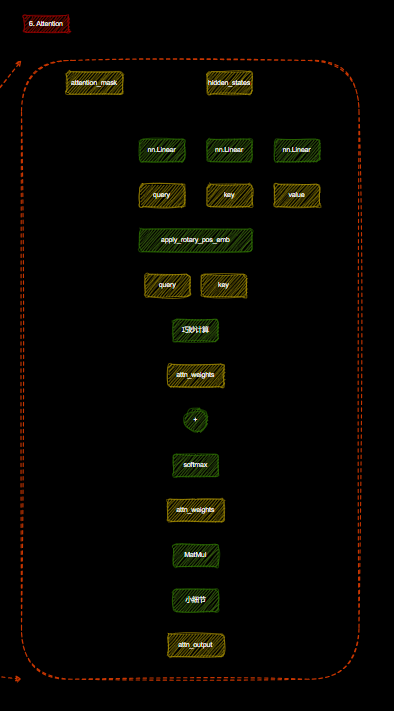 6. Attention
attention_mask
hidden_states
nn.Linear
nn.Linear
nn.Linear
query
key
value
apply_rotary_pos_emb
query
key
巧妙计算
attn_weights
+
softmax
attn_weights
MatMul
小细节
attn_output